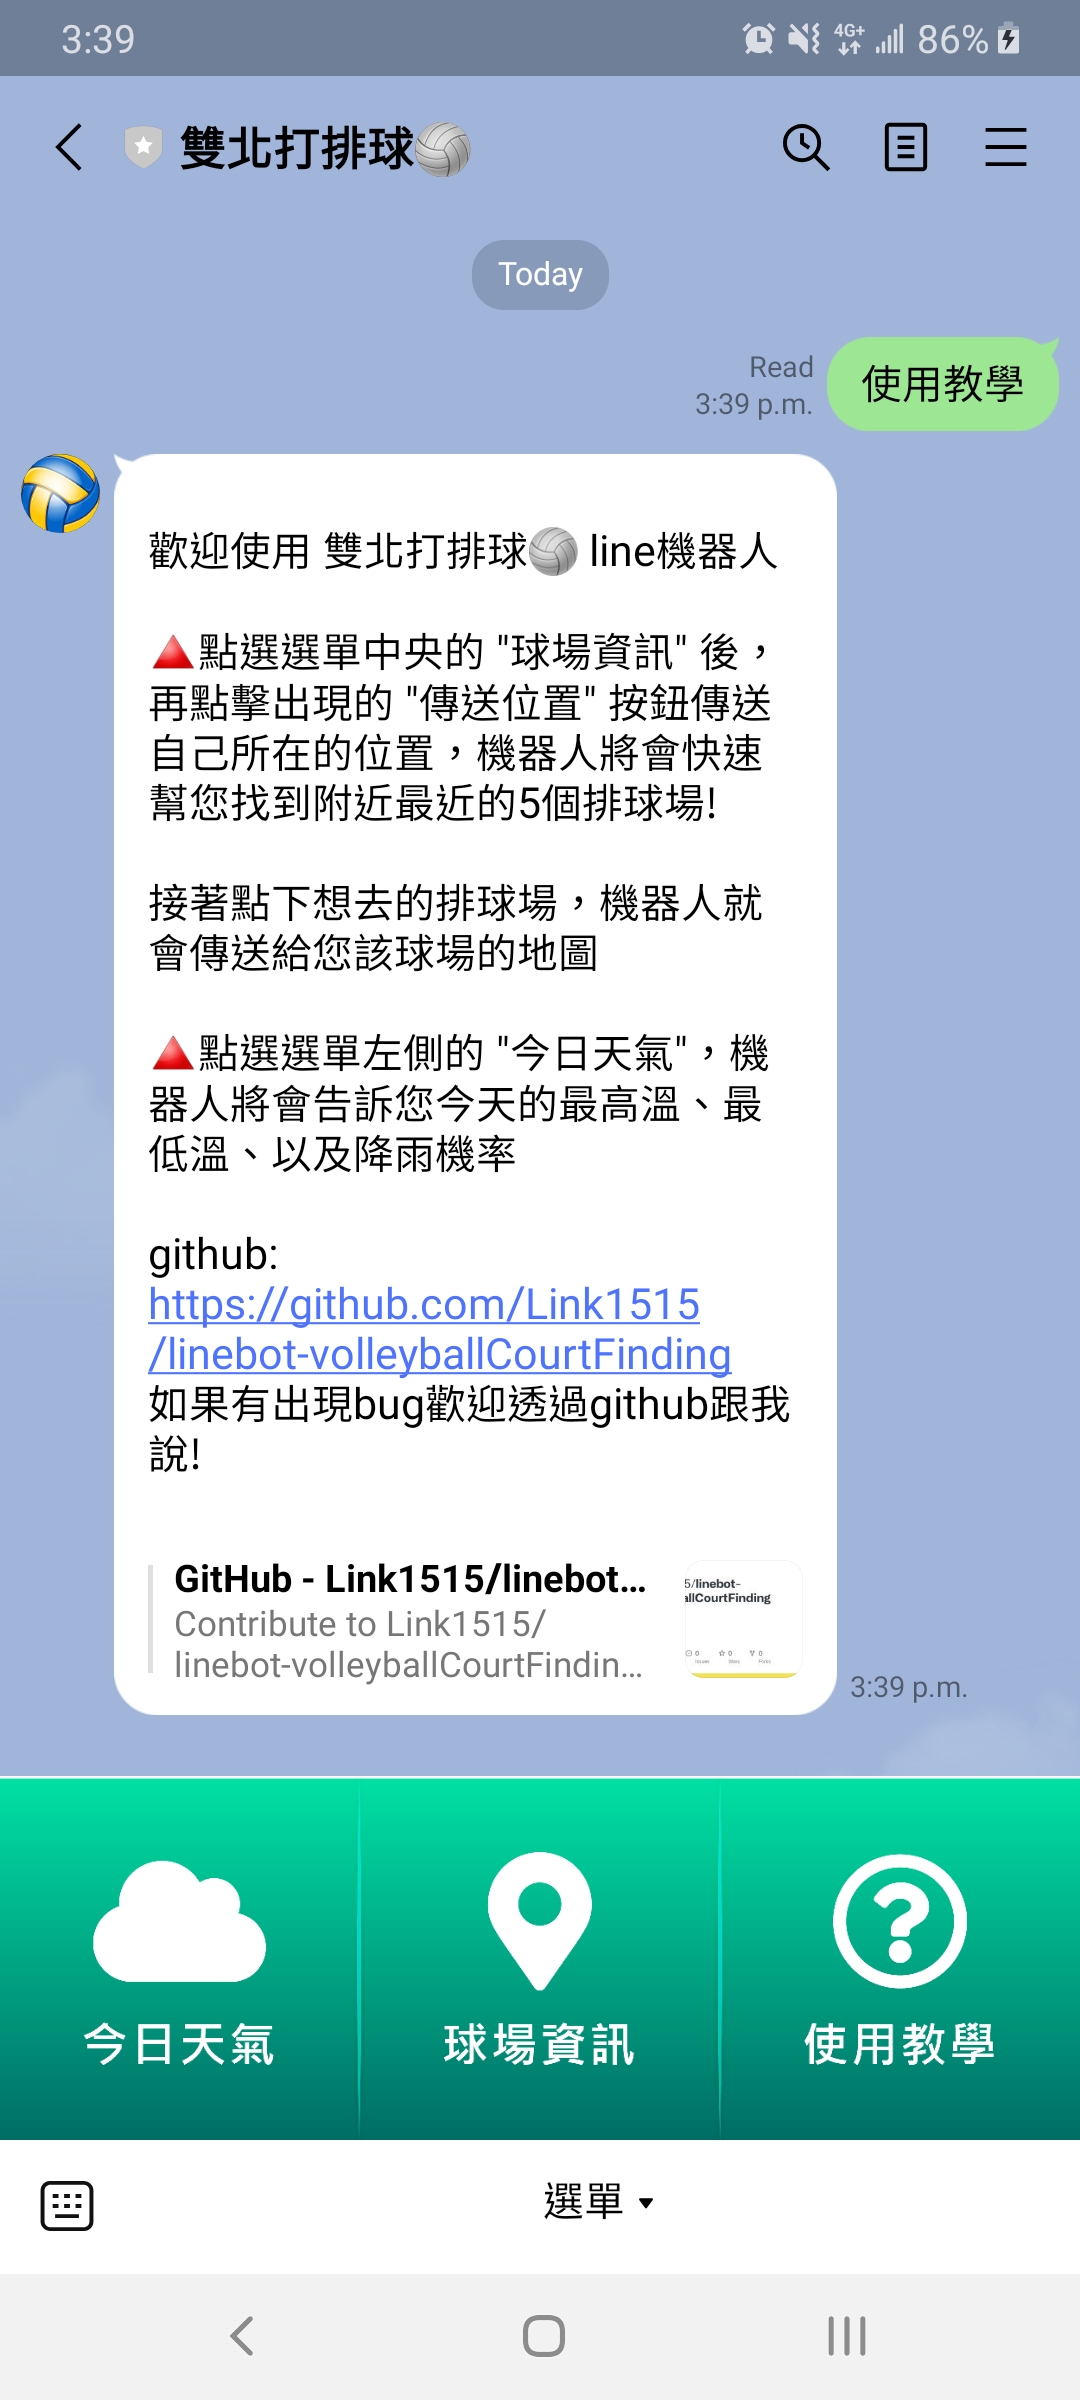 3:39
4G+
86%
雙北打排球🏐
Today
Read
3:39 p.m.
使用教學
歡迎使用 雙北打排球🏐 line機器人
🔺點選選單中央的 "球場資訊" 後，
再點擊出現的 "傳送位置" 按鈕傳送
自己所在的位置，機器人將會快速
幫您找到附近最近的5個排球場!
接著點下想去的排球場，機器人就
會傳送給您該球場的地圖
🔺點選選單左側的 "今日天氣"，機
器人將會告訴您今天的最高溫、最
低溫、以及降雨機率
github:
https://github.com/Link1515
/linebot-volleyballCourtFinding
如果有出現bug歡迎透過github跟我
說!
GitHub - Link1515/linebot...
Contribute to Link1515/
linebot-volleyballCourtFindin...
5/linebot-
allCourtFinding
0 0 0
3:39 p.m.
今日天氣
球場資訊
使用教學
選單